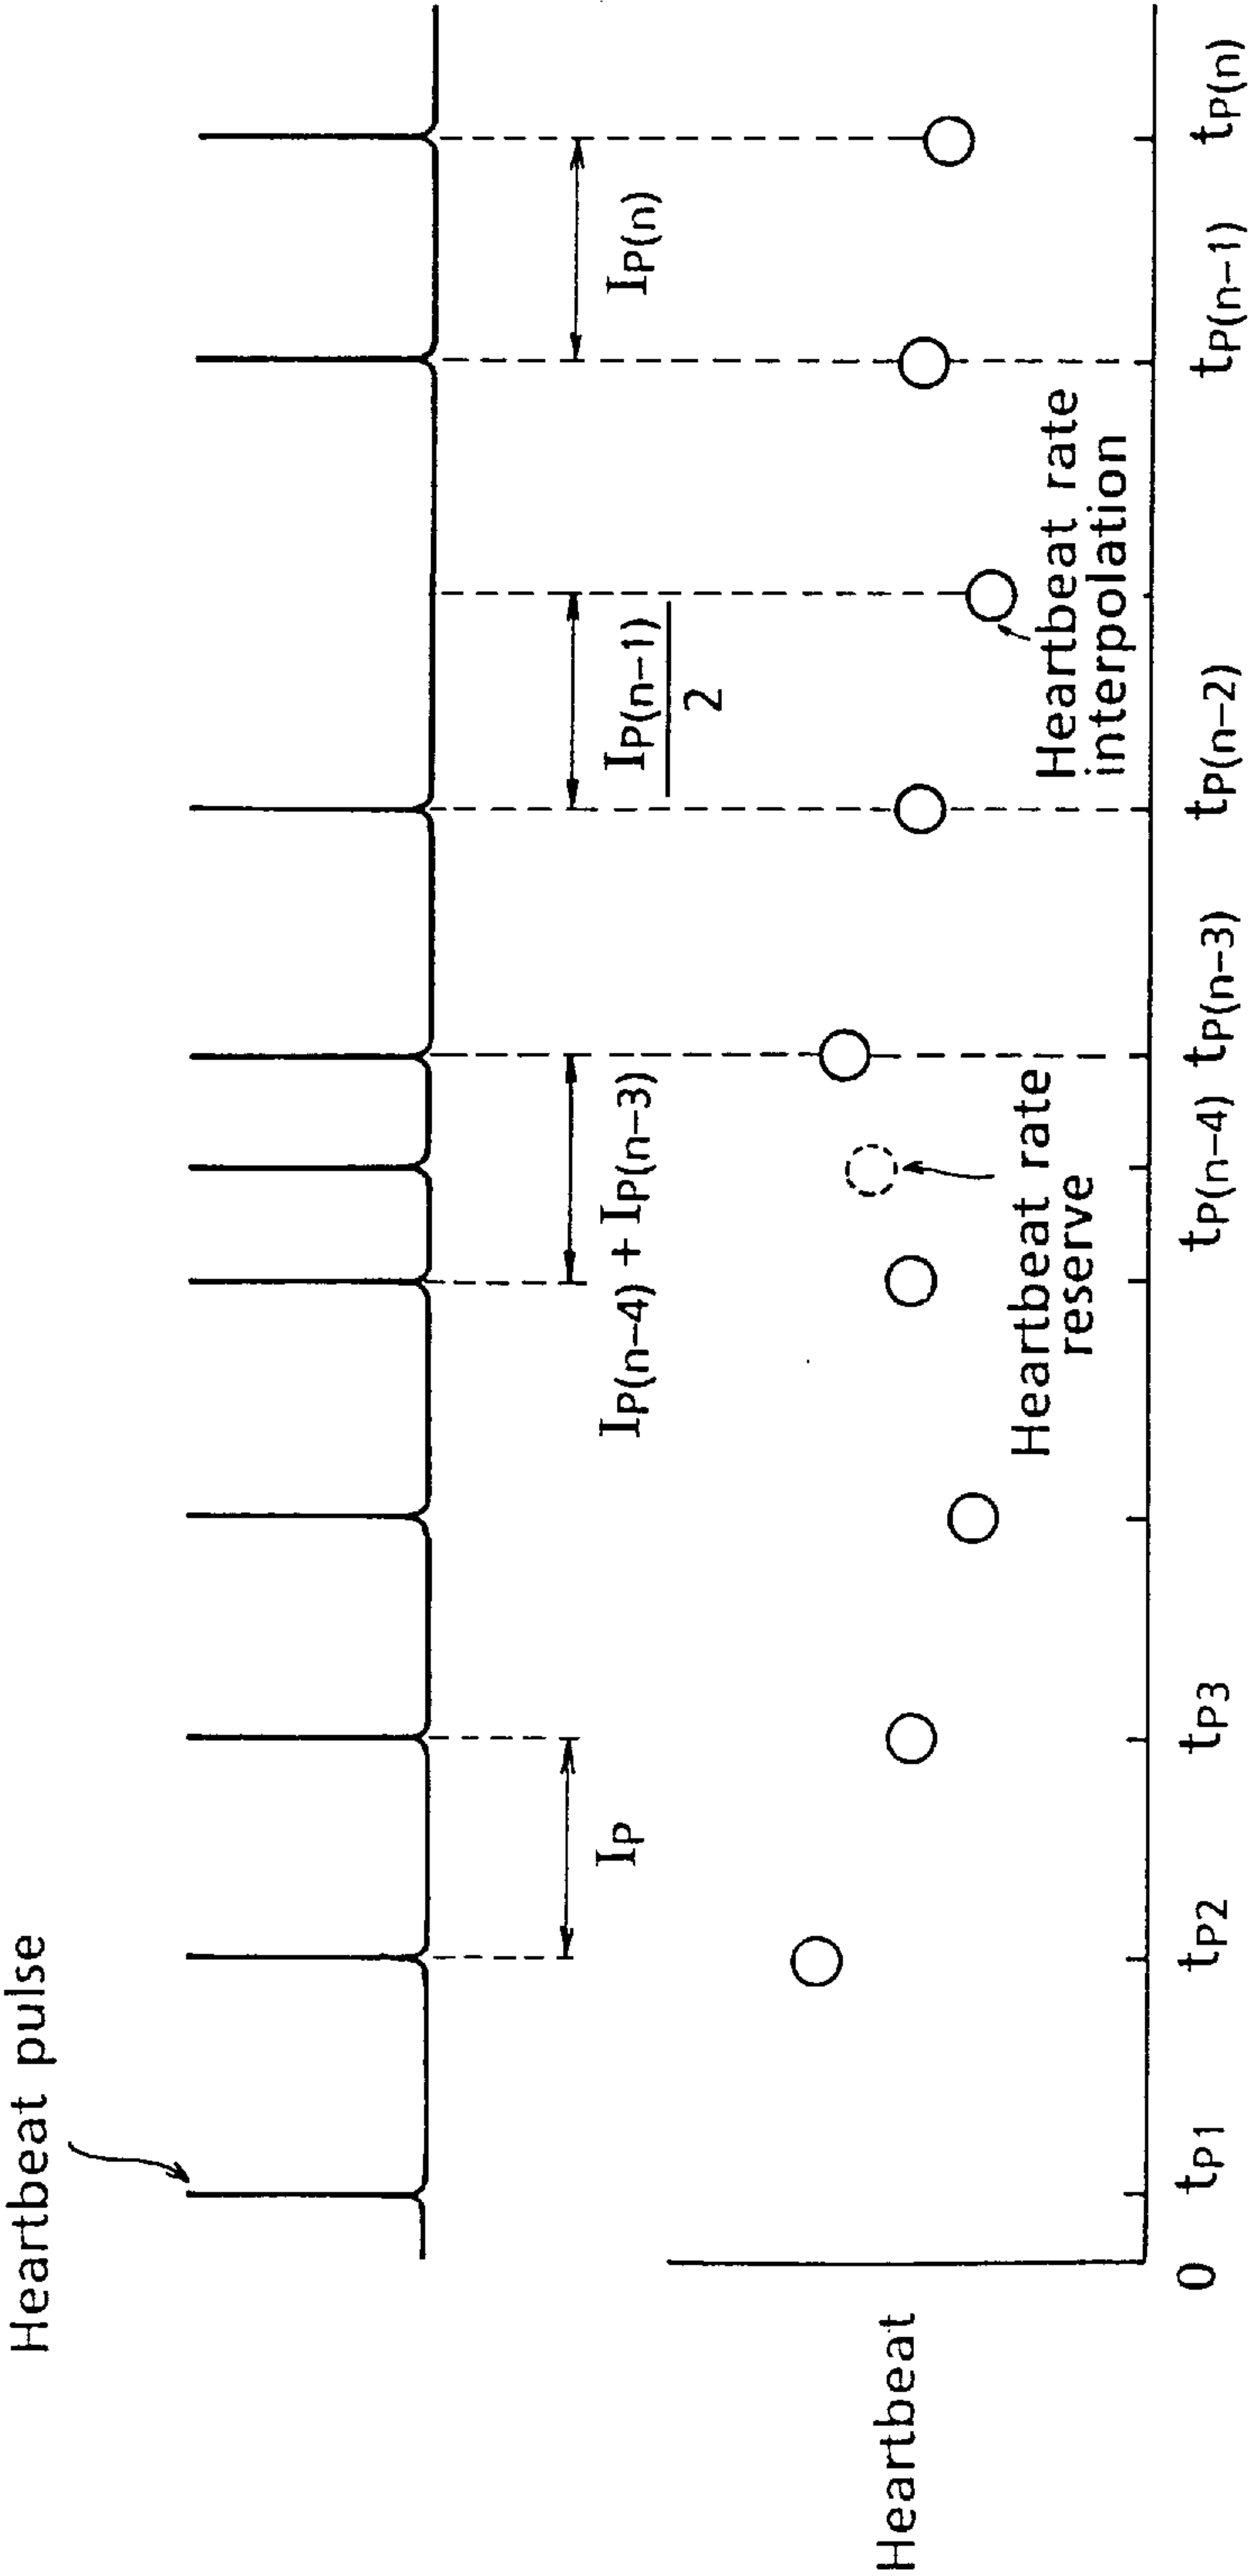 Heartbeat pulse
IP
IP(n−4) + IP(n−3)
IP(n−1)
2
IP(n)
Heartbeat
Heartbeat rate
reserve
Heartbeat rate
interpolation
0
tP1
tP2
tP3
tP(n−4)
tP(n−3)
tP(n−2)
tP(n−1)
tP(n)